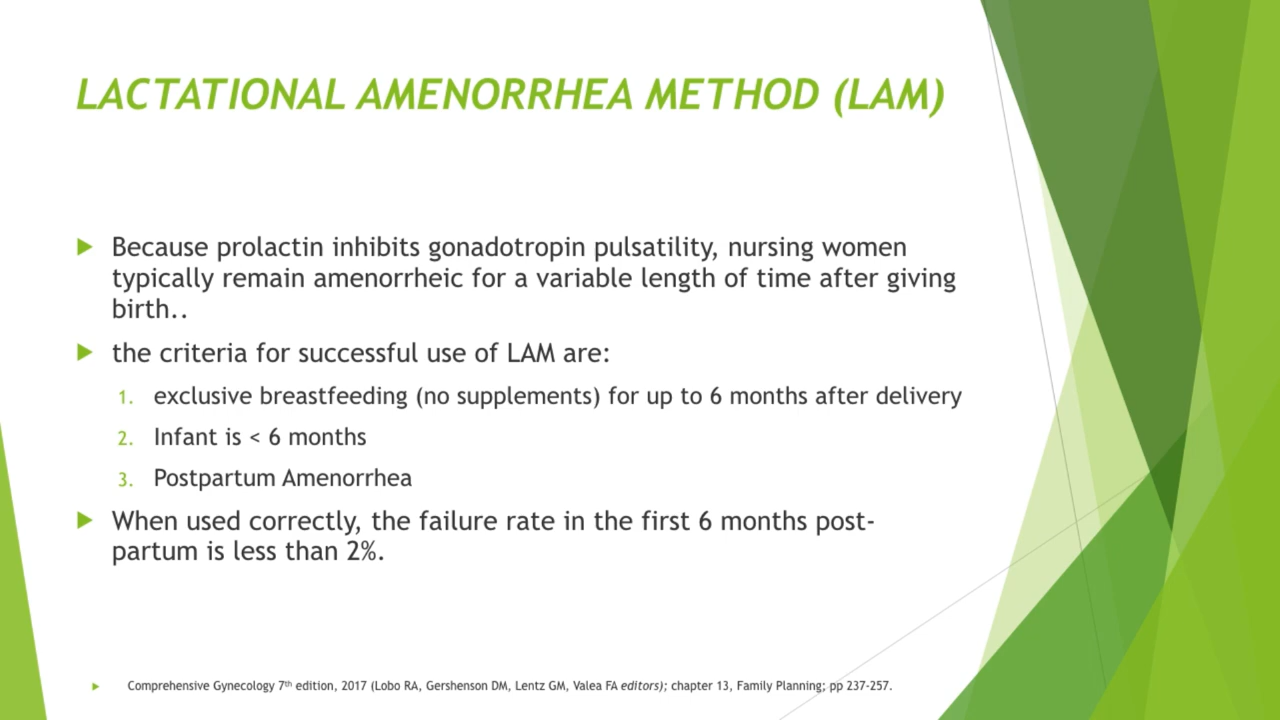 LACTATIONAL AMENORRHEA METHOD (LAM)
Because prolactin inhibits gonadotropin pulsatility, nursing women
typically remain amenorrheic for a variable length of time after giving
birth..
the criteria for successful use of LAM are:
1. exclusive breastfeeding (no supplements) for up to 6 months after delivery
2. Infant is < 6 months
3. Postpartum Amenorrhea
When used correctly, the failure rate in the first 6 months post-
partum is less than 2%.
Comprehensive Gynecology 7th edition, 2017 (Lobo RA, Gershenson DM, Lentz GM, Valea FA editors); chapter 13, Family Planning; pp 237-257.